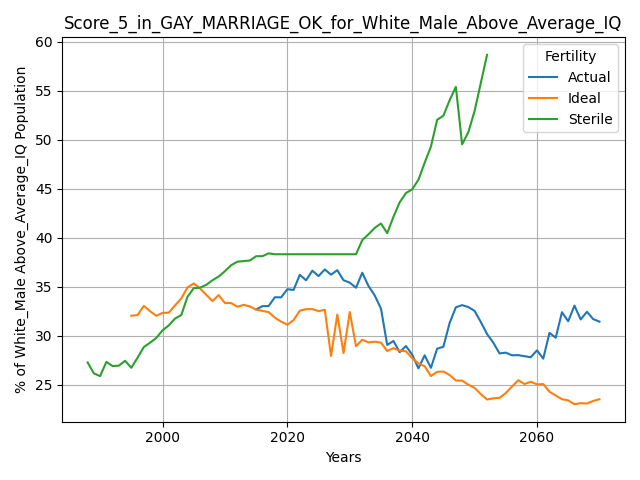 Score_5_in_GAY_MARRIAGE_OK_for_White_Male_Above_Average_IQ
% of White_Male Above_Average_IQ Population
60
55
50
45
40
35
30
25
Fertility
Actual
Ideal
Sterile
2000
2020
2040
2060
Years